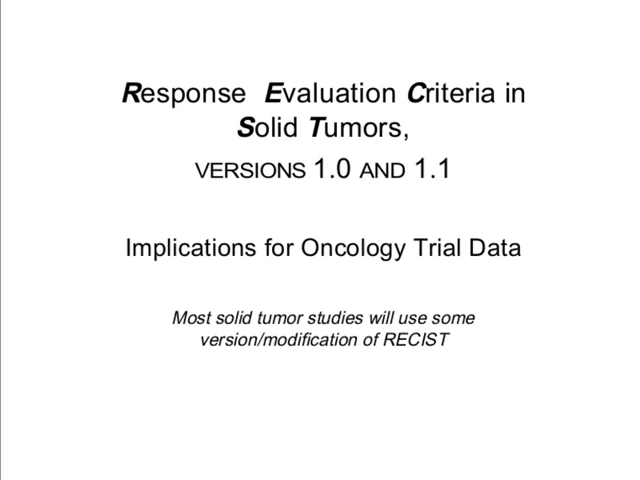 Response Evaluation Criteria in
Solid Tumors,
VERSIONS 1.0 AND 1.1
Implications for Oncology Trial Data
Most solid tumor studies will use some
version/modification of RECIST